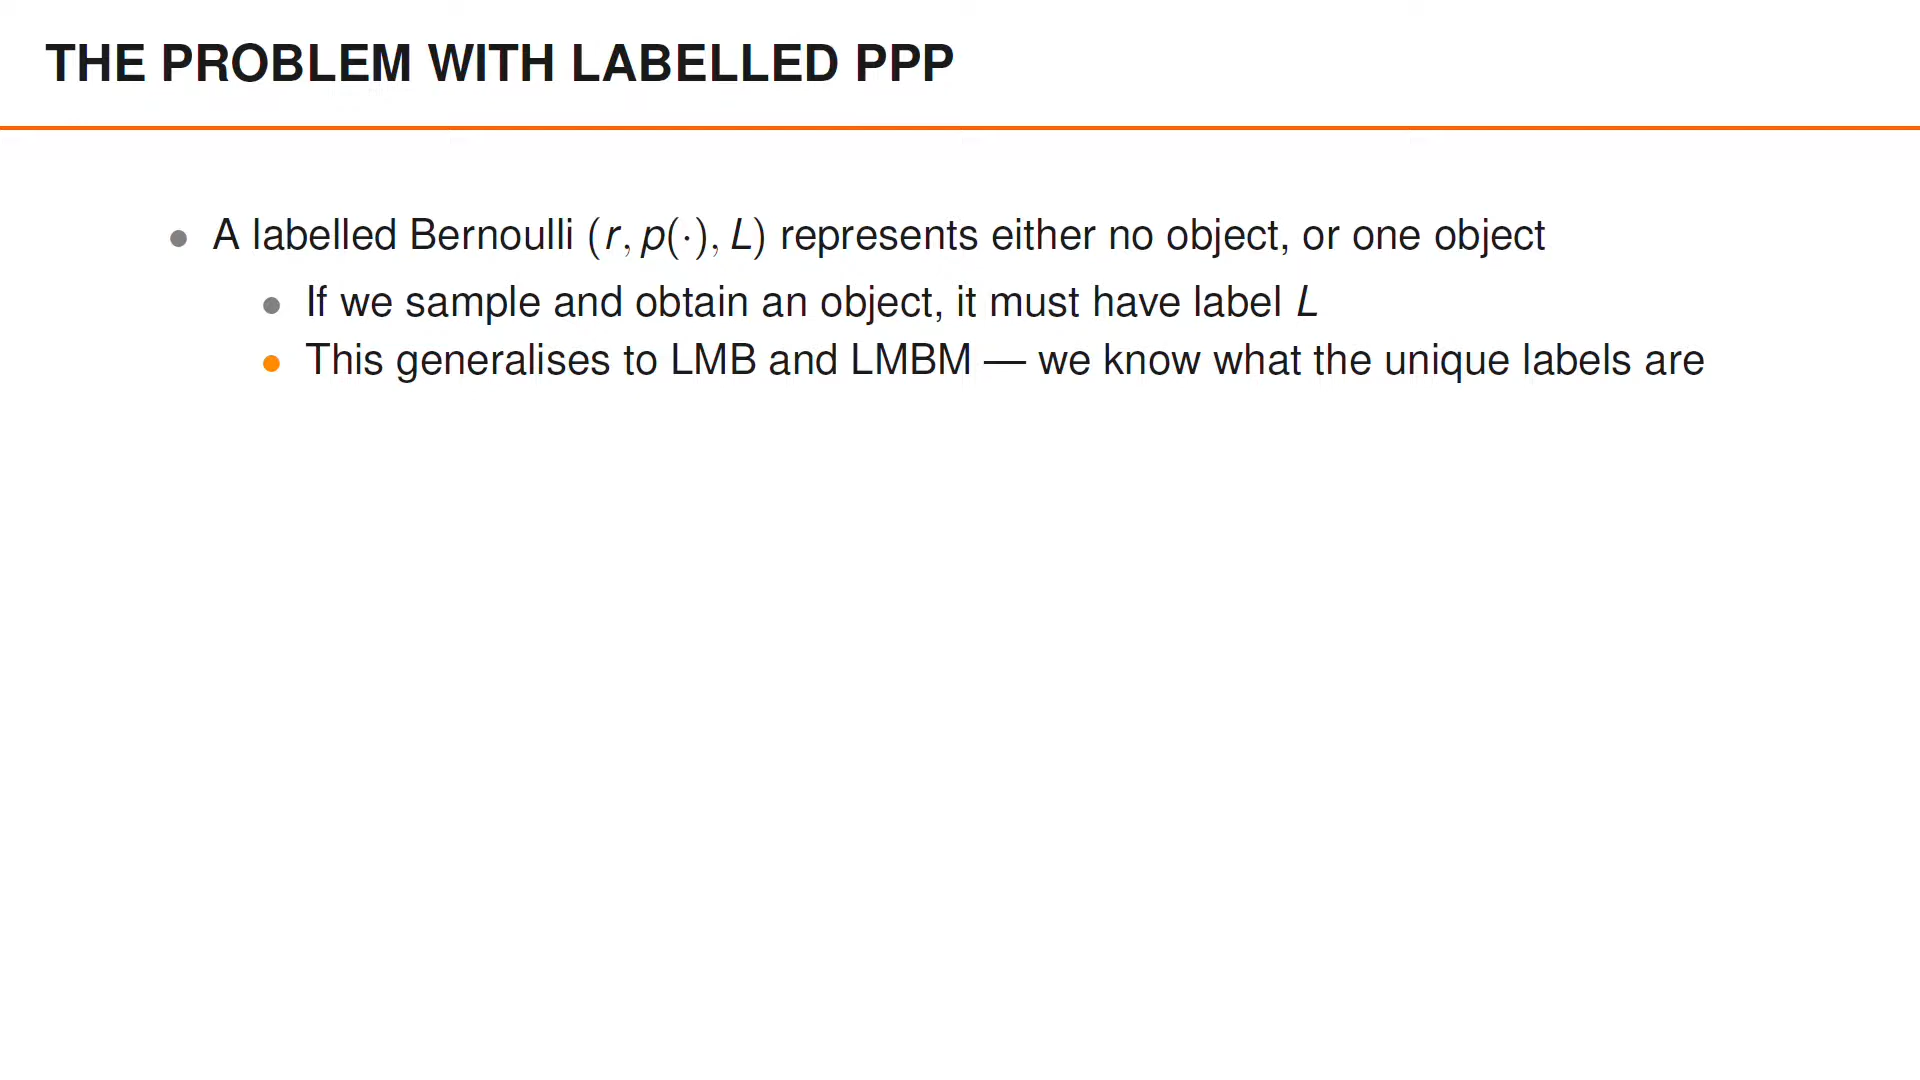 THE PROBLEM WITH LABELLED PPP
A labelled Bernoulli (r, p(·), L) represents either no object, or one object
If we sample and obtain an object, it must have label L
This generalises to LMB and LMBM — we know what the unique labels are